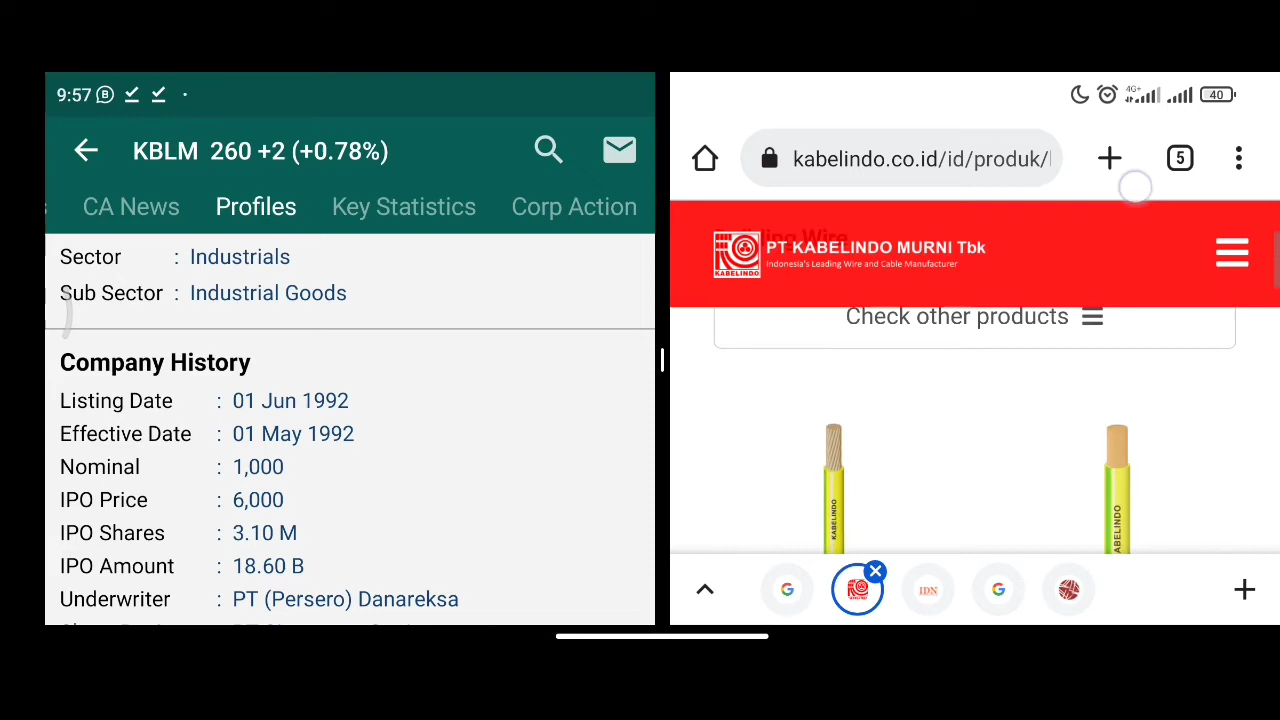 9:57
KBLM 260 +2 (+0.78%)
CA News Profiles Key Statistics Corp Action
Sector : Industrials
Sub Sector : Industrial Goods
Company History
Listing Date : 01 Jun 1992
Effective Date : 01 May 1992
Nominal : 1,000
IPO Price : 6,000
IPO Shares : 3.10 M
IPO Amount : 18.60 B
Underwriter : PT (Persero) Danareksa
4G+
40
kabelindo.co.id/id/produk/
5
Wire
KABELINDO
PT KABELINDO MURNI Tbk
Indonesia's Leading Wire and Cable Manufacturer
Check other products
KABELINDO
KABELINDO
IDN